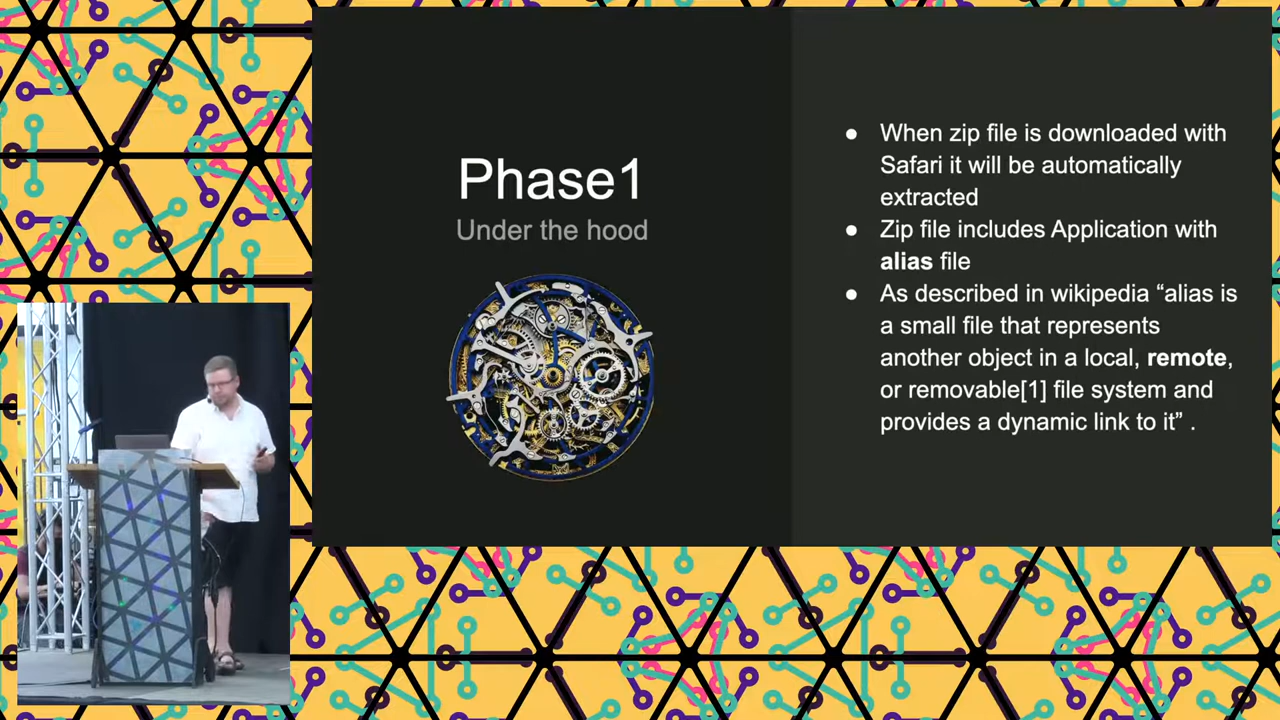 Phase1
Under the hood
● When zip file is downloaded with
Safari it will be automatically
extracted
● Zip file includes Application with
alias file
● As described in wikipedia “alias is
a small file that represents
another object in a local, remote,
or removable[1] file system and
provides a dynamic link to it” .